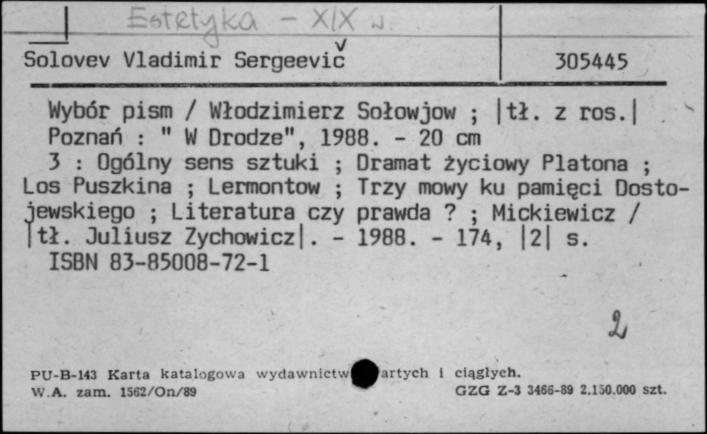 Estetyka - XIX w.
Solovev Vladimir Sergeevič 305445
Wybór pism / Włodzimierz Sołowjow ; |tł. z ros.|
Poznań : " W Drodze", 1988. - 20 cm
3 : Ogólny sens sztuki ; Dramat życiowy Platona ;
Los Puszkina ; Lermontow ; Trzy mowy ku pamięci Dosto-
jewskiego ; Literatura czy prawda ? ; Mickiewicz /
|tł. Juliusz Zychowicz|. - 1988. - 174, |2| s.
ISBN 83-85008-72-1
2
PU-B-143 Karta katalogowa wydawnictw artych i ciągłych.
W.A. zam. 1562/On/89 GZG Z-3 3466-89 2.150.000 szt.